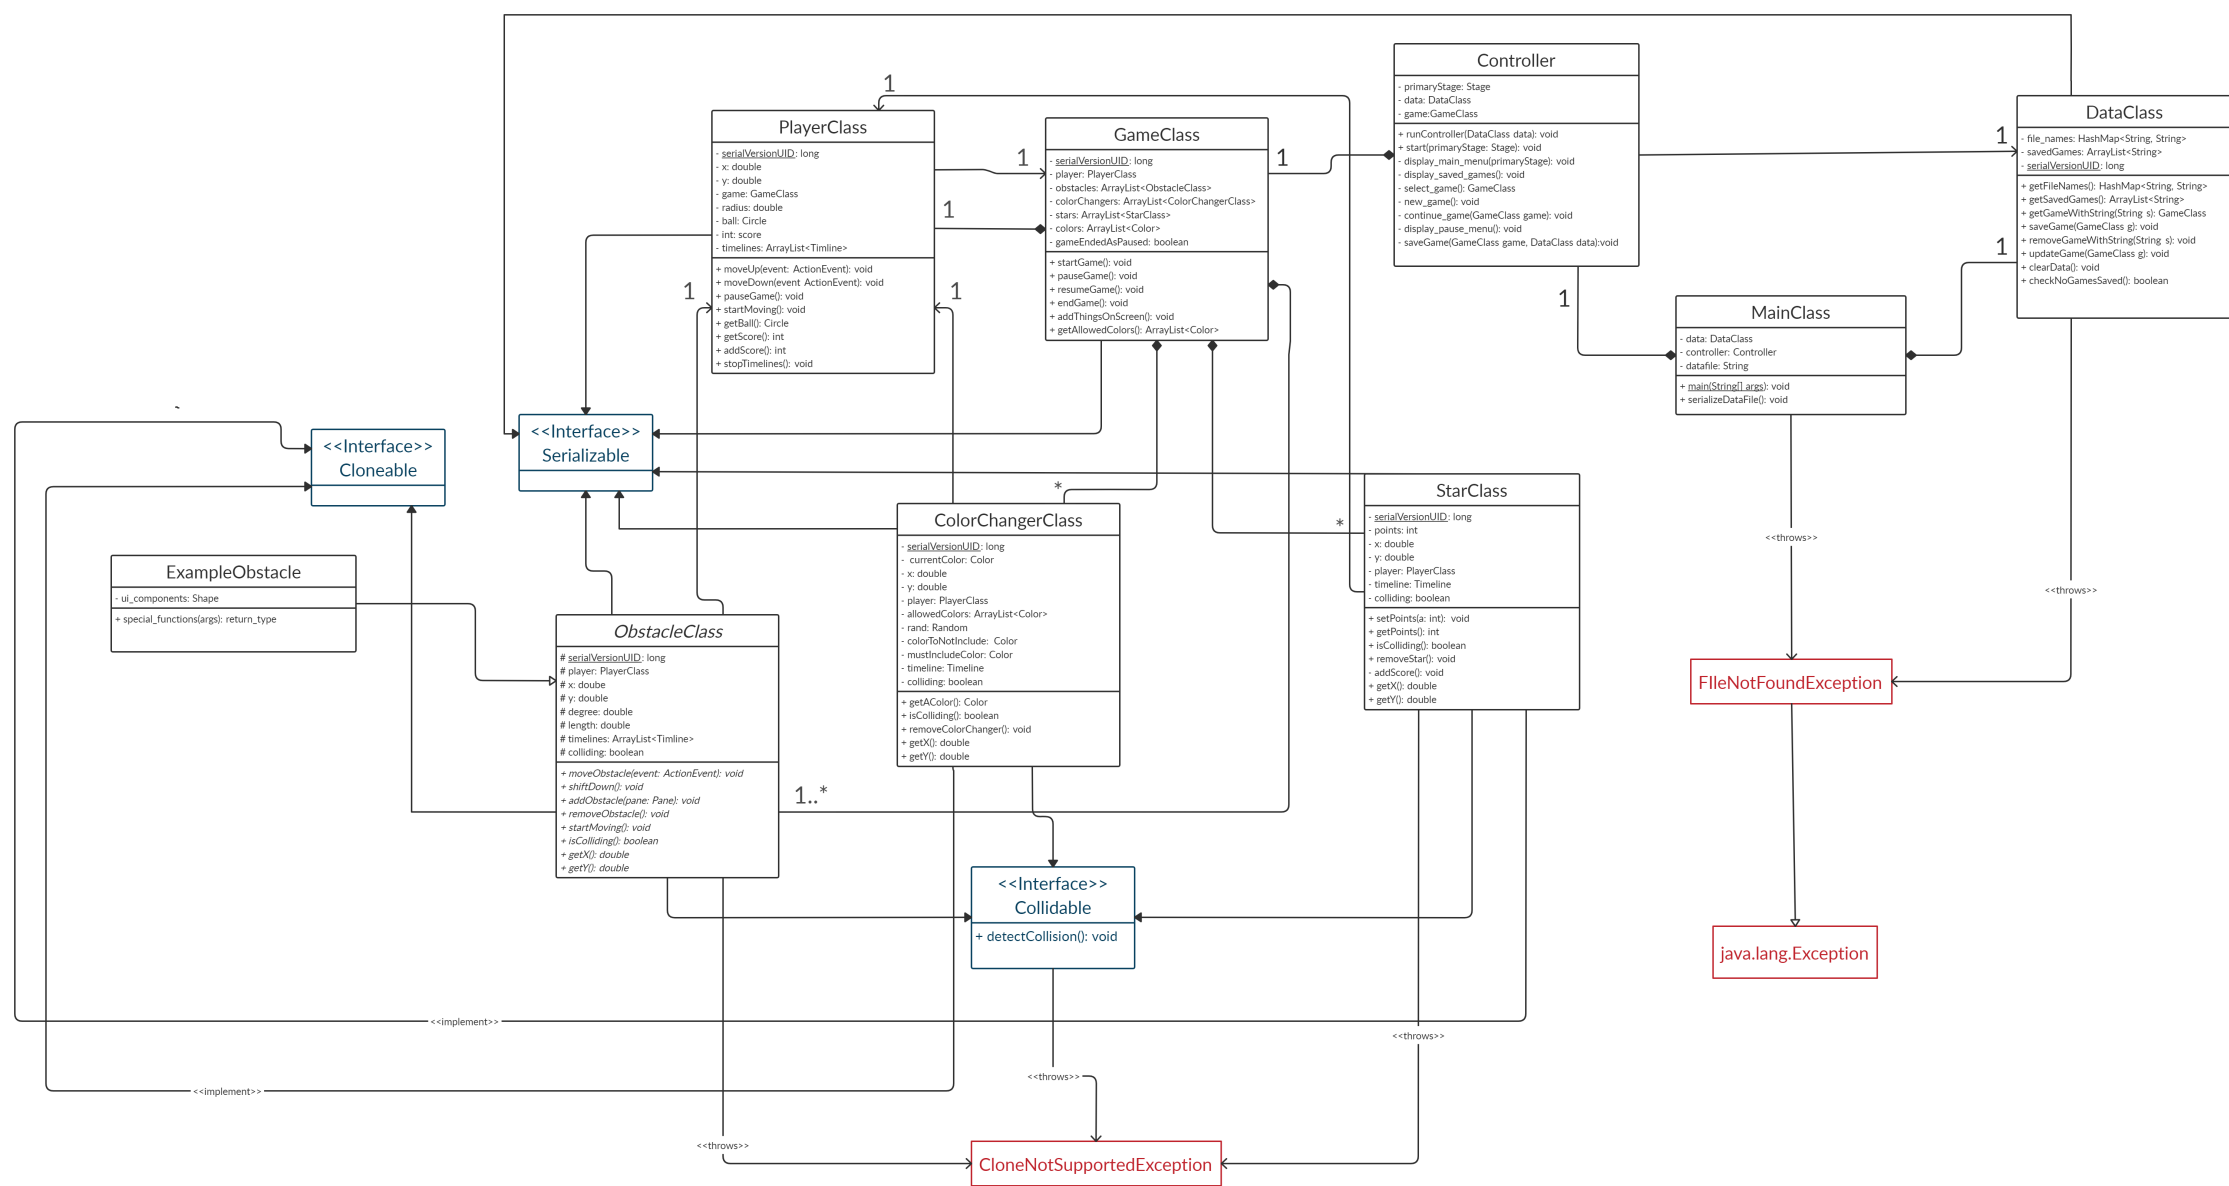 Controller
- primaryStage: Stage
- data: DataClass
- game:GameClass
+ runController(DataClass data): void
+ start(primaryStage: Stage): void
- display_main_menu(primaryStage): void
- display_saved_games(): void
- select_game(): GameClass
- new_game(): void
- continue_game(GameClass game): void
- display_pause_menu(): void
- saveGame(GameClass game, DataClass data):void
1
PlayerClass
- serialVersionUID: long
- x: double
- y: double
- game: GameClass
- radius: double
- ball: Circle
- int: score
- timelines: ArrayList<Timline>
+ moveUp(event: ActionEvent): void
+ moveDown(event ActionEvent): void
+ pauseGame(): void
+ startMoving(): void
+ getBall(): Circle
+ getScore(): int
+ addScore(): int
+ stopTimelines(): void
1
1
1
1
GameClass
- serialVersionUID: long
- player: PlayerClass
- obstacles: ArrayList<ObstacleClass>
- colorChangers: ArrayList<ColorChangerClass>
- stars: ArrayList<StarClass>
- colors: ArrayList<Color>
- gameEndedAsPaused: boolean
+ startGame(): void
+ pauseGame(): void
+ resumeGame(): void
+ endGame(): void
+ addThingsOnScreen(): void
+ getAllowedColors(): ArrayList<Color>
1
1
DataClass
- file_names: HashMap<String, String>
- savedGames: ArrayList<String>
- serialVersionUID: long
+ getFileNames(): HashMap<String, String>
+ getSavedGames(): ArrayList<String>
+ getGameWithString(String s): GameClass
+ saveGame(GameClass g): void
+ removeGameWithString(String s): void
+ updateGame(GameClass g): void
+ clearData(): void
+ checkNoGamesSaved(): boolean
1
1
MainClass
- data: DataClass
- controller: Controller
- datafile: String
+ main(String[] args): void
+ serializeDataFile(): void
<<Interface>>
Cloneable
<<Interface>>
Serializable
*
*
ColorChangerClass
- serialVersionUID: long
- currentColor: Color
- x: double
- y: double
- player: PlayerClass
- allowedColors: ArrayList<Color>
- rand: Random
- colorToNotInclude: Color
- mustIncludeColor: Color
- timeline: Timeline
- colliding: boolean
+ getAColor(): Color
+ isColliding(): boolean
+ removeColorChanger(): void
+ getX(): double
+ getY(): double
StarClass
- serialVersionUID: long
- points: int
- x: double
- y: double
- player: PlayerClass
- timeline: Timeline
- colliding: boolean
+ setPoints(a: int): void
+ getPoints(): int
+ isColliding(): boolean
+ removeStar(): void
- addScore(): void
+ getX(): double
+ getY(): double
<<throws>>
<<throws>>
ExampleObstacle
- ui_components: Shape
+ special_functions(args): return_type
ObstacleClass
# serialVersionUID: long
# player: PlayerClass
# x: doube
# y: double
# degree: double
# length: double
# timelines: ArrayList<Timline>
# colliding: boolean
+ moveObstacle(event: ActionEvent): void
+ shiftDown(): void
+ addObstacle(pane: Pane): void
+ removeObstacle(): void
+ startMoving(): void
+ isColliding(): boolean
+ getX(): double
+ getY(): double
1..*
FIleNotFoundException
<<Interface>>
Collidable
+ detectCollision(): void
java.lang.Exception
<<implement>>
<<throws>>
<<throws>>
<<implement>>
<<throws>>
CloneNotSupportedException